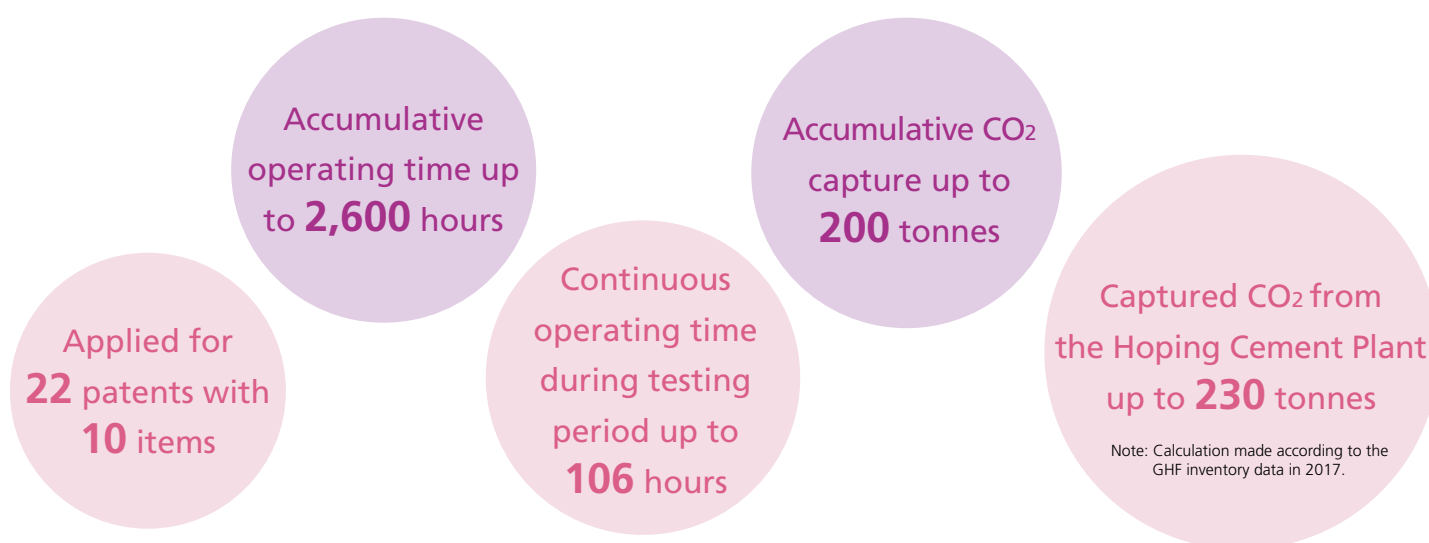 Applied for
22 patents with
10 items
Accumulative
operating time up
to 2,600 hours
Continuous
operating time
during testing
period up to
106 hours
Accumulative CO2
capture up to
200 tonnes
Captured CO2 from
the Hoping Cement Plant
up to 230 tonnes
Note: Calculation made according to the
GHF inventory data in 2017.